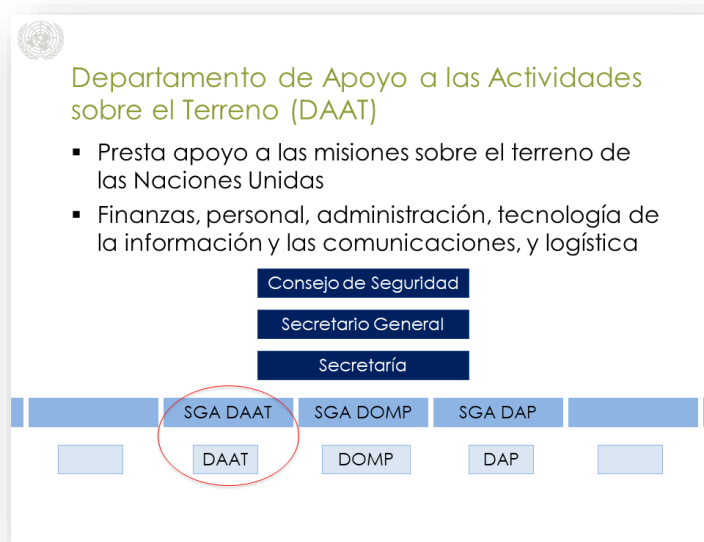 Departamento de Apoyo a las Actividades
sobre el Terreno (DAAT)
▪ Presta apoyo a las misiones sobre el terreno de
las Naciones Unidas
▪ Finanzas, personal, administración, tecnología de
la información y las comunicaciones, y logística
Consejo de Seguridad
Secretario General
Secretaría
SGA DAAT SGA DOMP SGA DAP
DAAT DOMP DAP